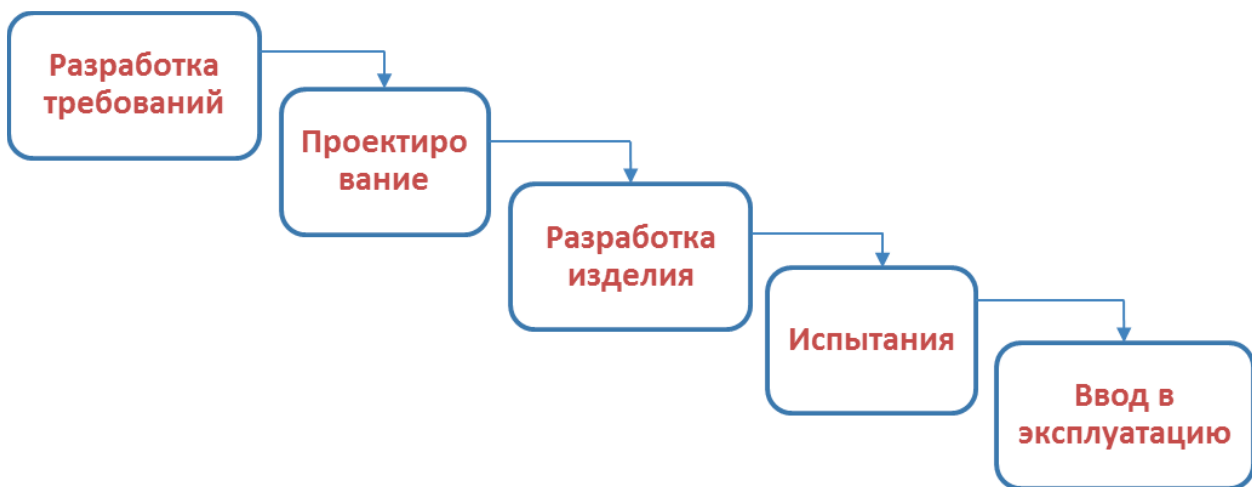 Разработка
требований
Проектиро
вание
Разработка
изделия
Испытания
Ввод в
эксплуатацию